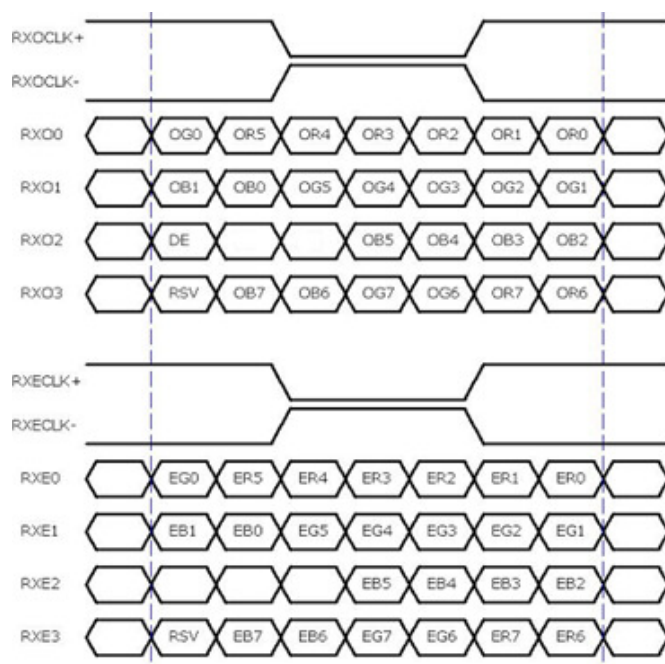 RXOCLK+
RXOCLK-
RXO0 OG0 OR5 OR4 OR3 OR2 OR1 OR0
RXO1 OB1 OB0 OG5 OG4 OG3 OG2 OG1
RXO2 DE OB5 OB4 OB3 OB2
RXO3 RSV OB7 OB6 OG7 OG6 OR7 OR6
RXECLK+
RXECLK-
RXE0 EG0 ER5 ER4 ER3 ER2 ER1 ER0
RXE1 EB1 EB0 EG5 EG4 EG3 EG2 EG1
RXE2 EB5 EB4 EB3 EB2
RXE3 RSV EB7 EB6 EG7 EG6 ER7 ER6